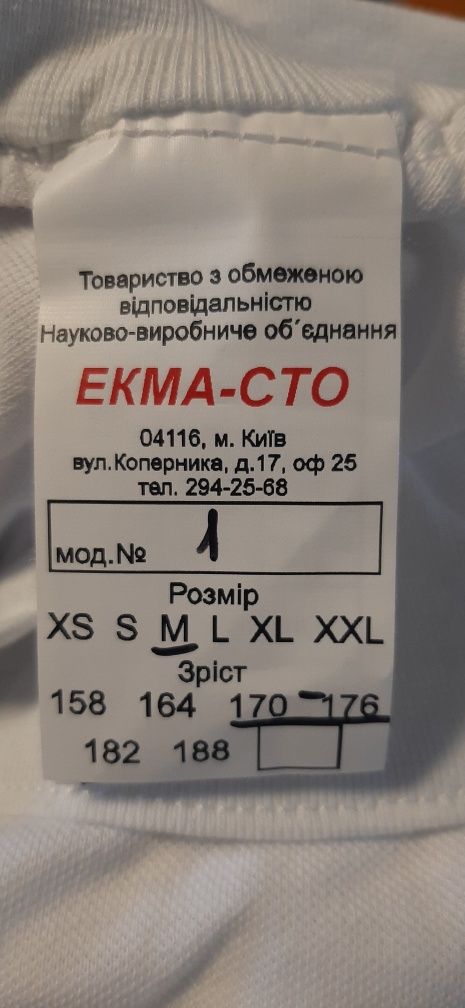 Товариство з обмеженою
відповідальністю
Науково-виробниче об´єднання
ЕКМА-СТО
04116, м. Київ
вул.Коперника, д.17, оф 25
тел. 294-25-68
мод.№ 1
Розмір
XS S M L XL XXL
Зріст
158 164 170 - 176
182 188